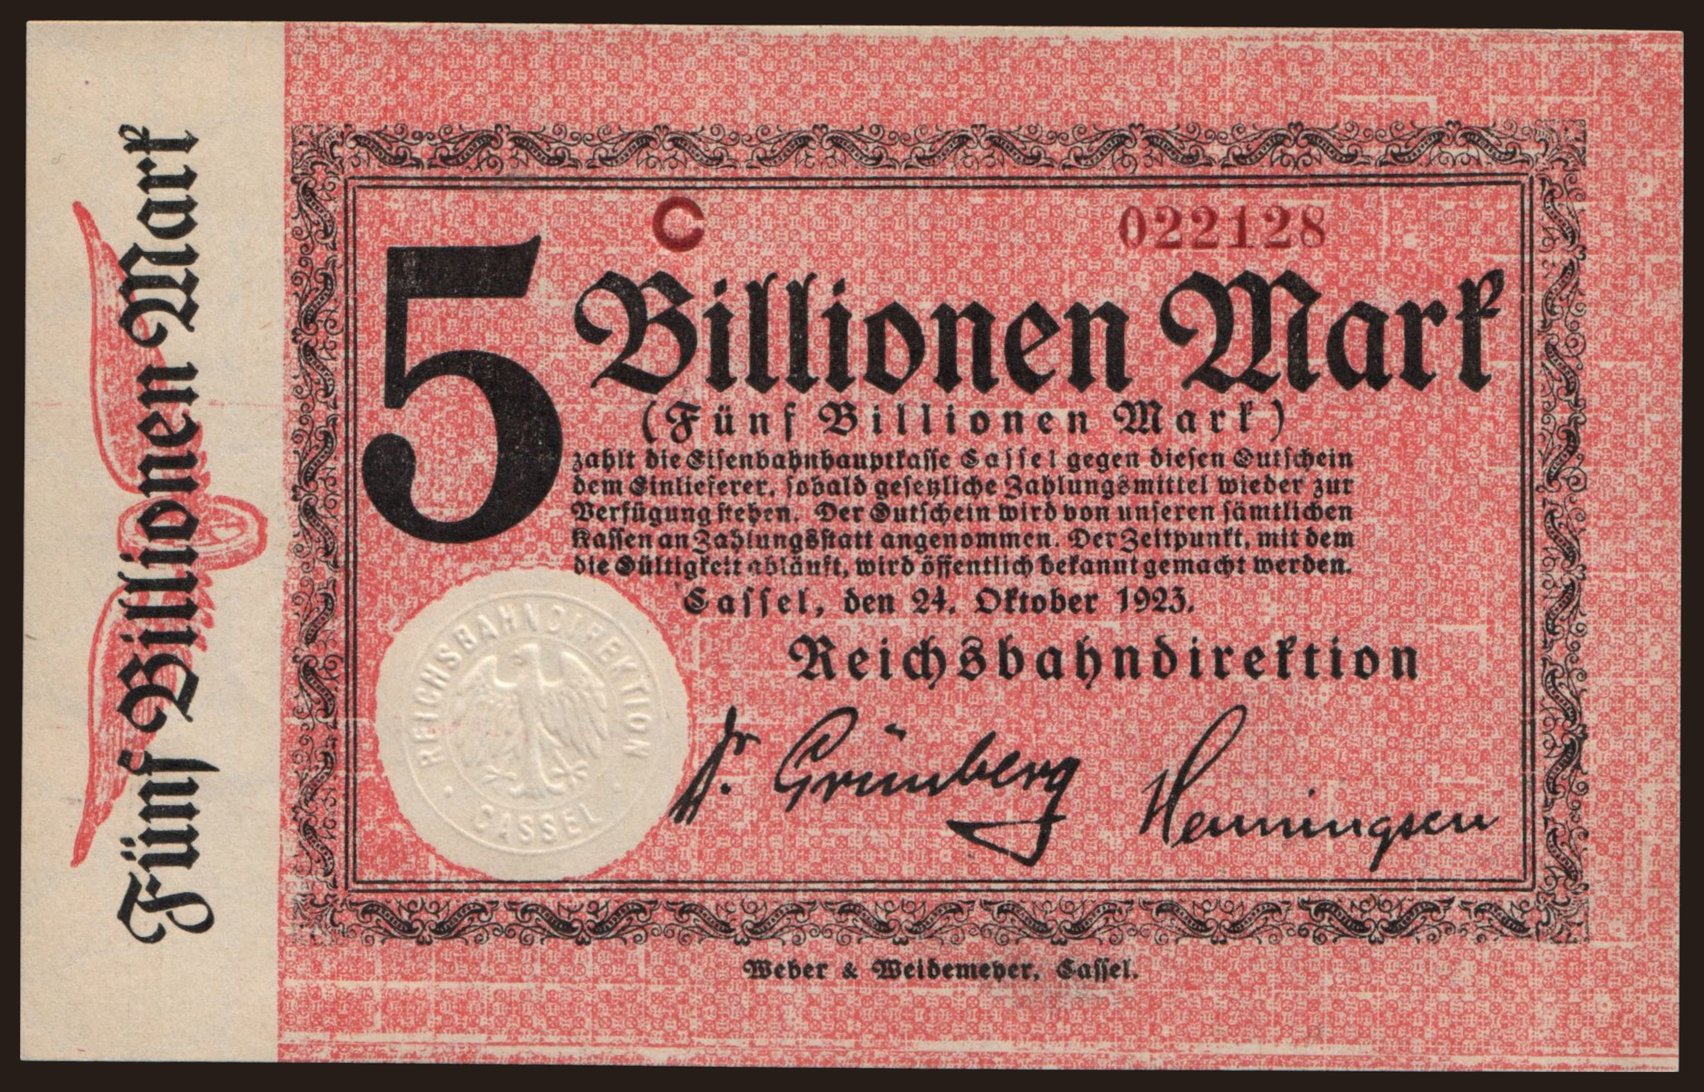 Fünf Billionen Mark
C 022128
5 Billionen Mark
(Fünf Billionen Mark)
zahlt die Eisenbahnhauptkasse Cassel gegen diesen Gutschein
dem Einlieferer, sobald gesetzliche Zahlungsmittel wieder zur
Verfügung stehen. Der Gutschein wird von unseren sämtlichen
Kassen an Zahlungsstatt angenommen. Der Zeitpunkt, mit dem
die Gültigkeit abläuft, wird öffentlich bekannt gemacht werden.
Cassel, den 24. Oktober 1923.
Reichsbahndirektion
REICHSBAHNDIREKTION
· CASSEL ·
Dr. Grünberg Henningsen
Weber & Weidemeyer, Cassel.